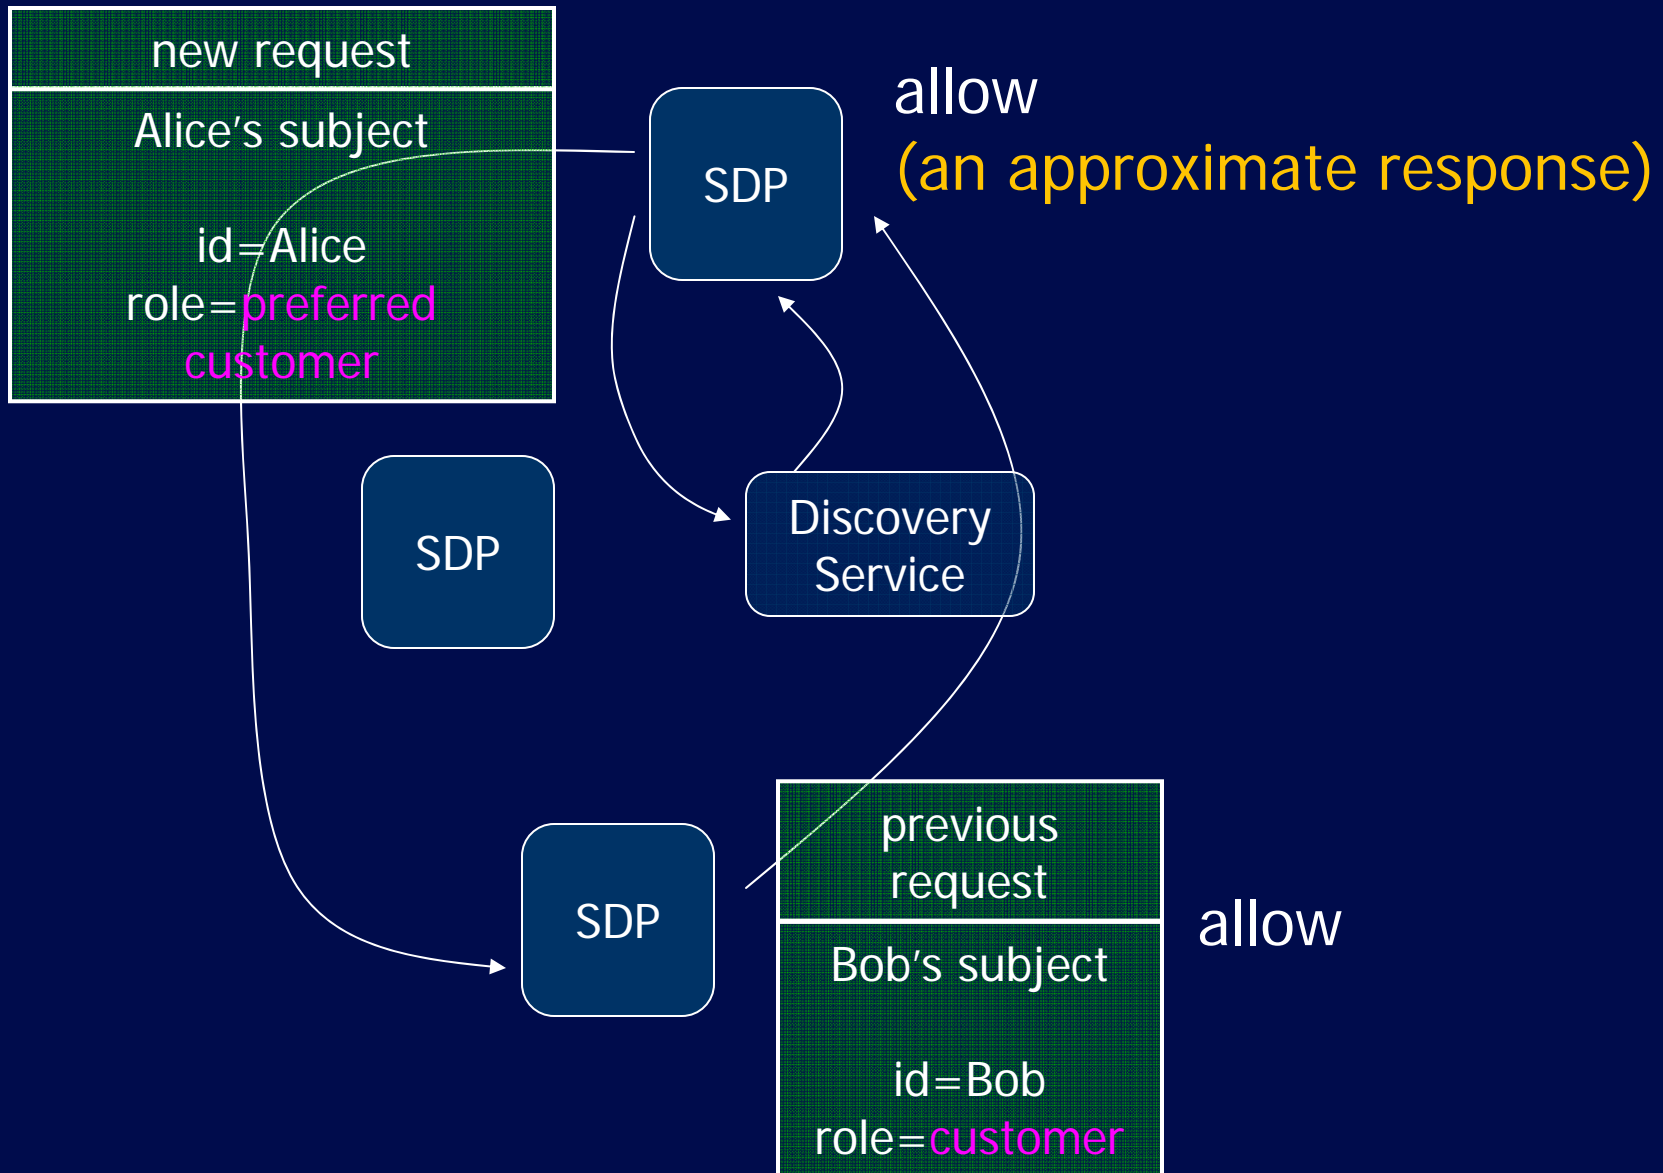 new request
Alice's subject
id=Alice
role=preferred
customer
SDP
allow
(an approximate response)
SDP
Discovery
Service
SDP
previous
request
Bob's subject
id=Bob
role=customer
allow